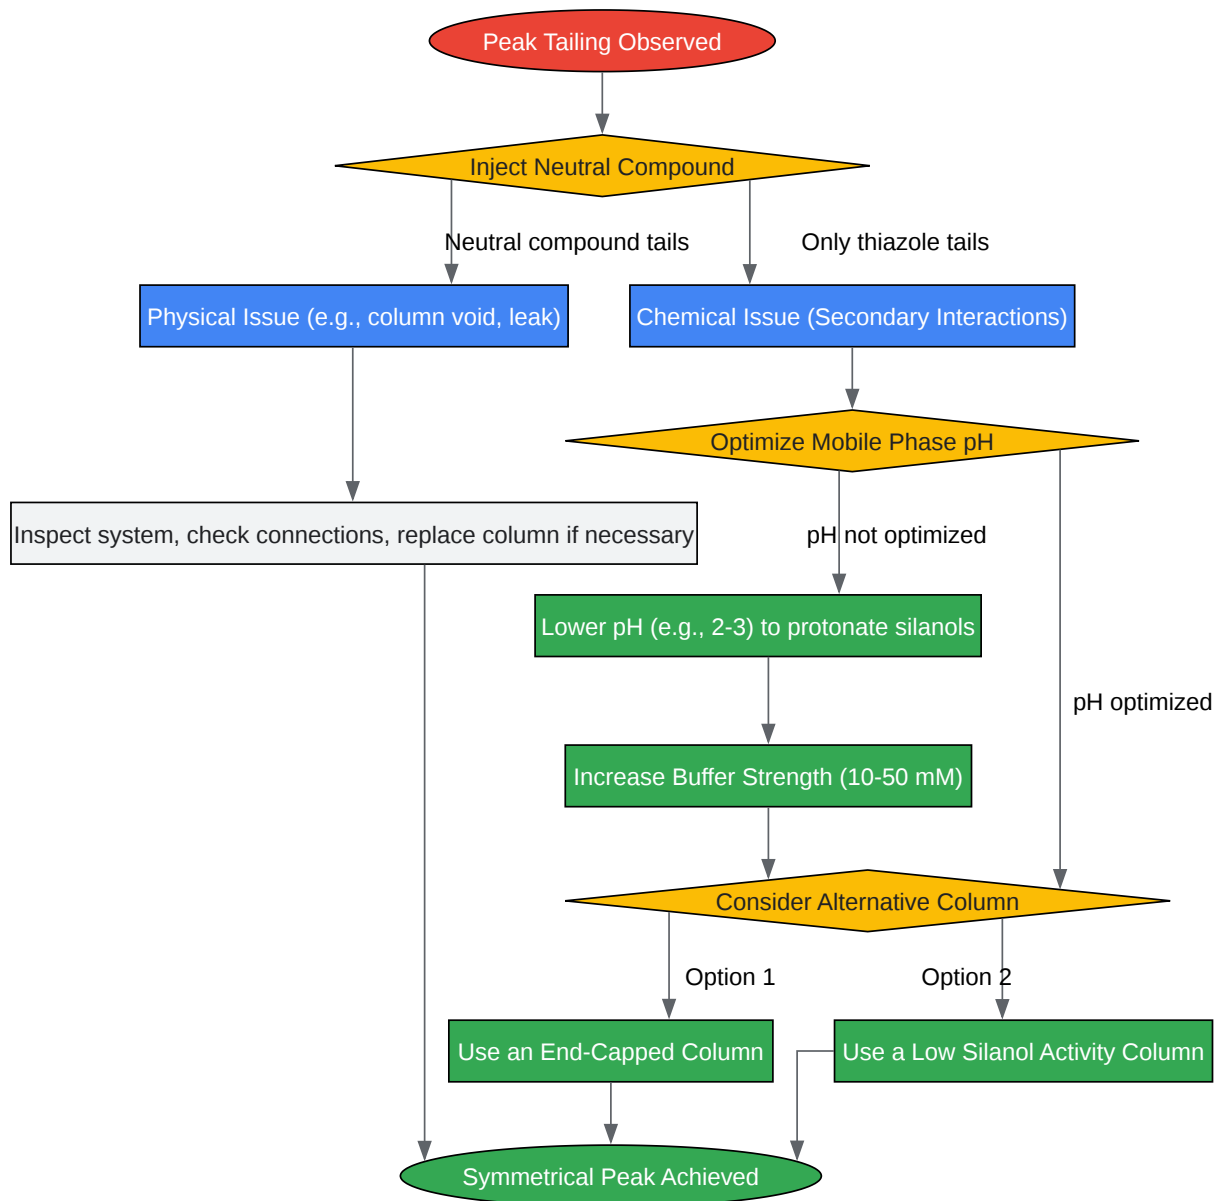 Peak Tailing Observed
Inject Neutral Compound
Neutral compound tails
Only thiazole tails
Physical Issue (e.g., column void, leak)
Chemical Issue (Secondary Interactions)
Optimize Mobile Phase pH
Inspect system, check connections, replace column if necessary
pH not optimized
Lower pH (e.g., 2-3) to protonate silanols
pH optimized
Increase Buffer Strength (10-50 mM)
Consider Alternative Column
Option 1
Option 2
Use an End-Capped Column
Use a Low Silanol Activity Column
Symmetrical Peak Achieved